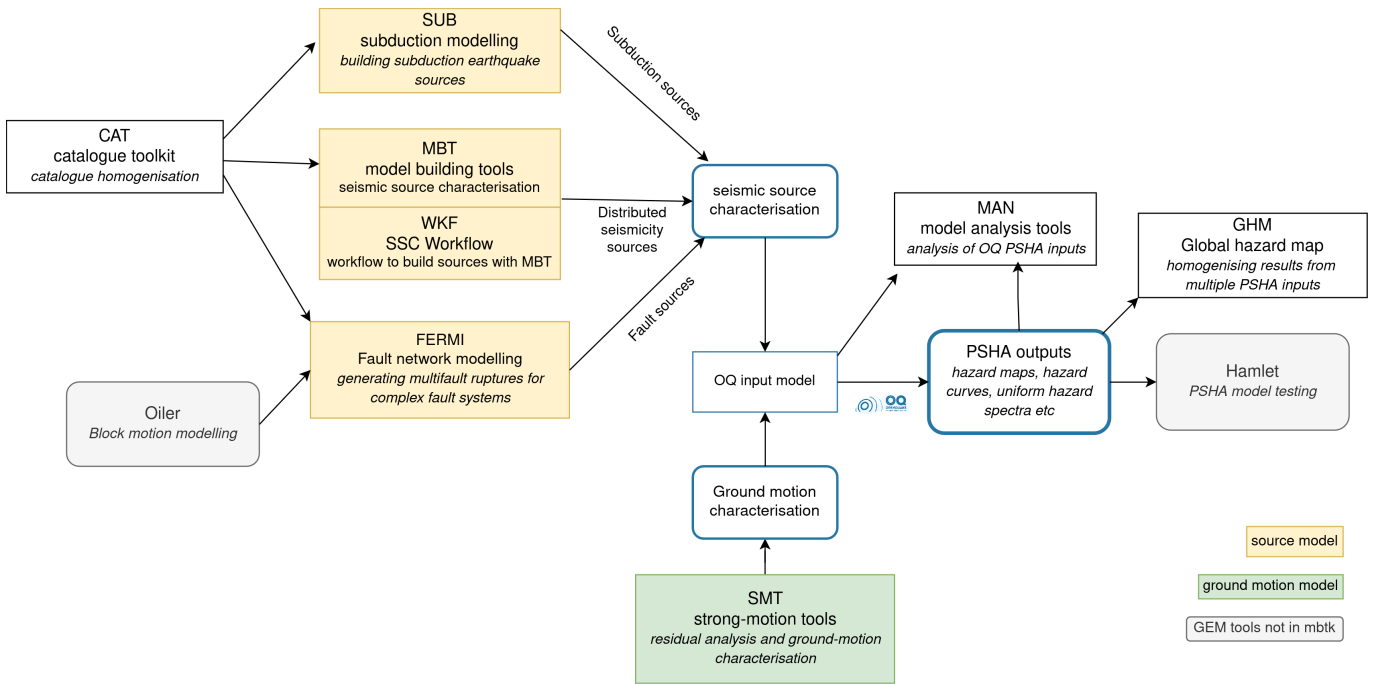 SUB
subduction modelling
building subduction earthquake
sources
Subduction sources
CAT
catalogue toolkit
catalogue homogenisation
MBT
model building tools
seismic source characterisation
WKF
SSC Workflow
workflow to build sources with MBT
Distributed
seismicity
sources
seismic source
characterisation
MAN
model analysis tools
analysis of OQ PSHA inputs
GHM
Global hazard map
homogenising results from
multiple PSHA inputs
Fault sources
FERMI
Fault network modelling
generating multifault ruptures for
complex fault systems
Oiler
Block motion modelling
OQ input model
OQ
PSHA outputs
hazard maps, hazard
curves, uniform hazard
spectra etc
Hamlet
PSHA model testing
Ground motion
characterisation
SMT
strong-motion tools
residual analysis and ground-motion
characterisation
source model
ground motion model
GEM tools not in mbtk